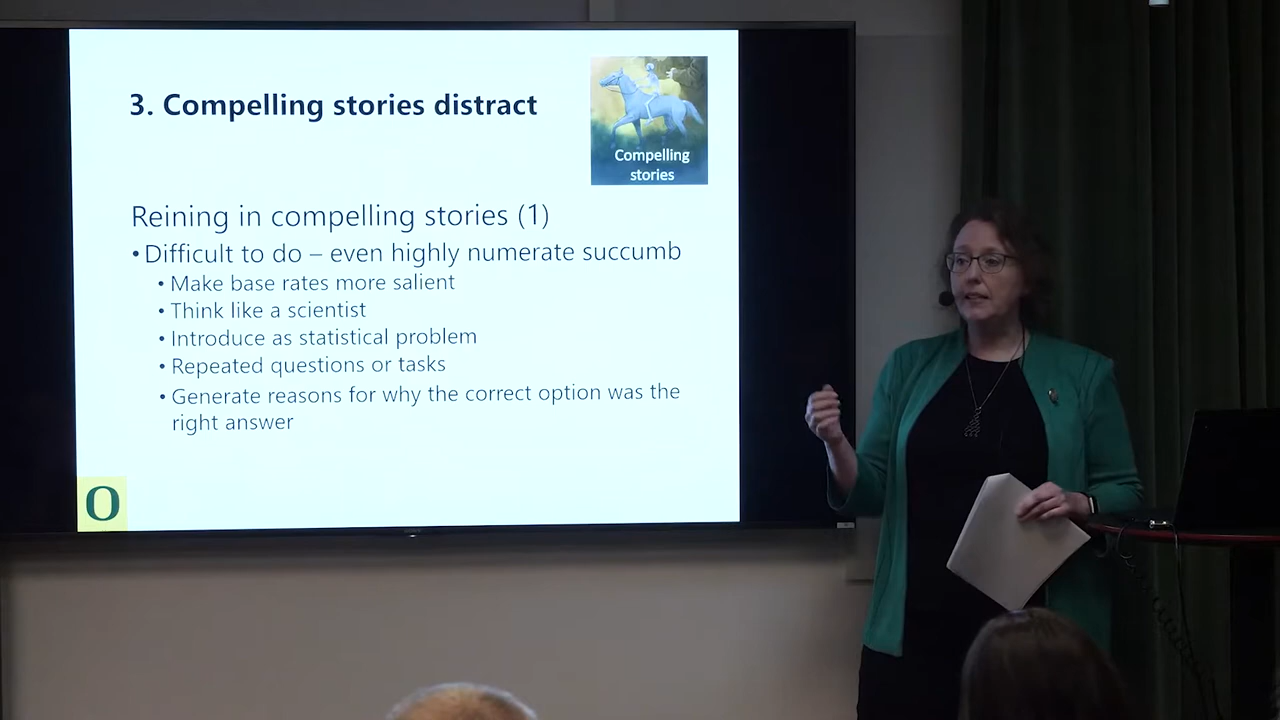 3. Compelling stories distract
Compelling
stories
Reining in compelling stories (1)
• Difficult to do – even highly numerate succumb
• Make base rates more salient
• Think like a scientist
• Introduce as statistical problem
• Repeated questions or tasks
• Generate reasons for why the correct option was the
right answer
O